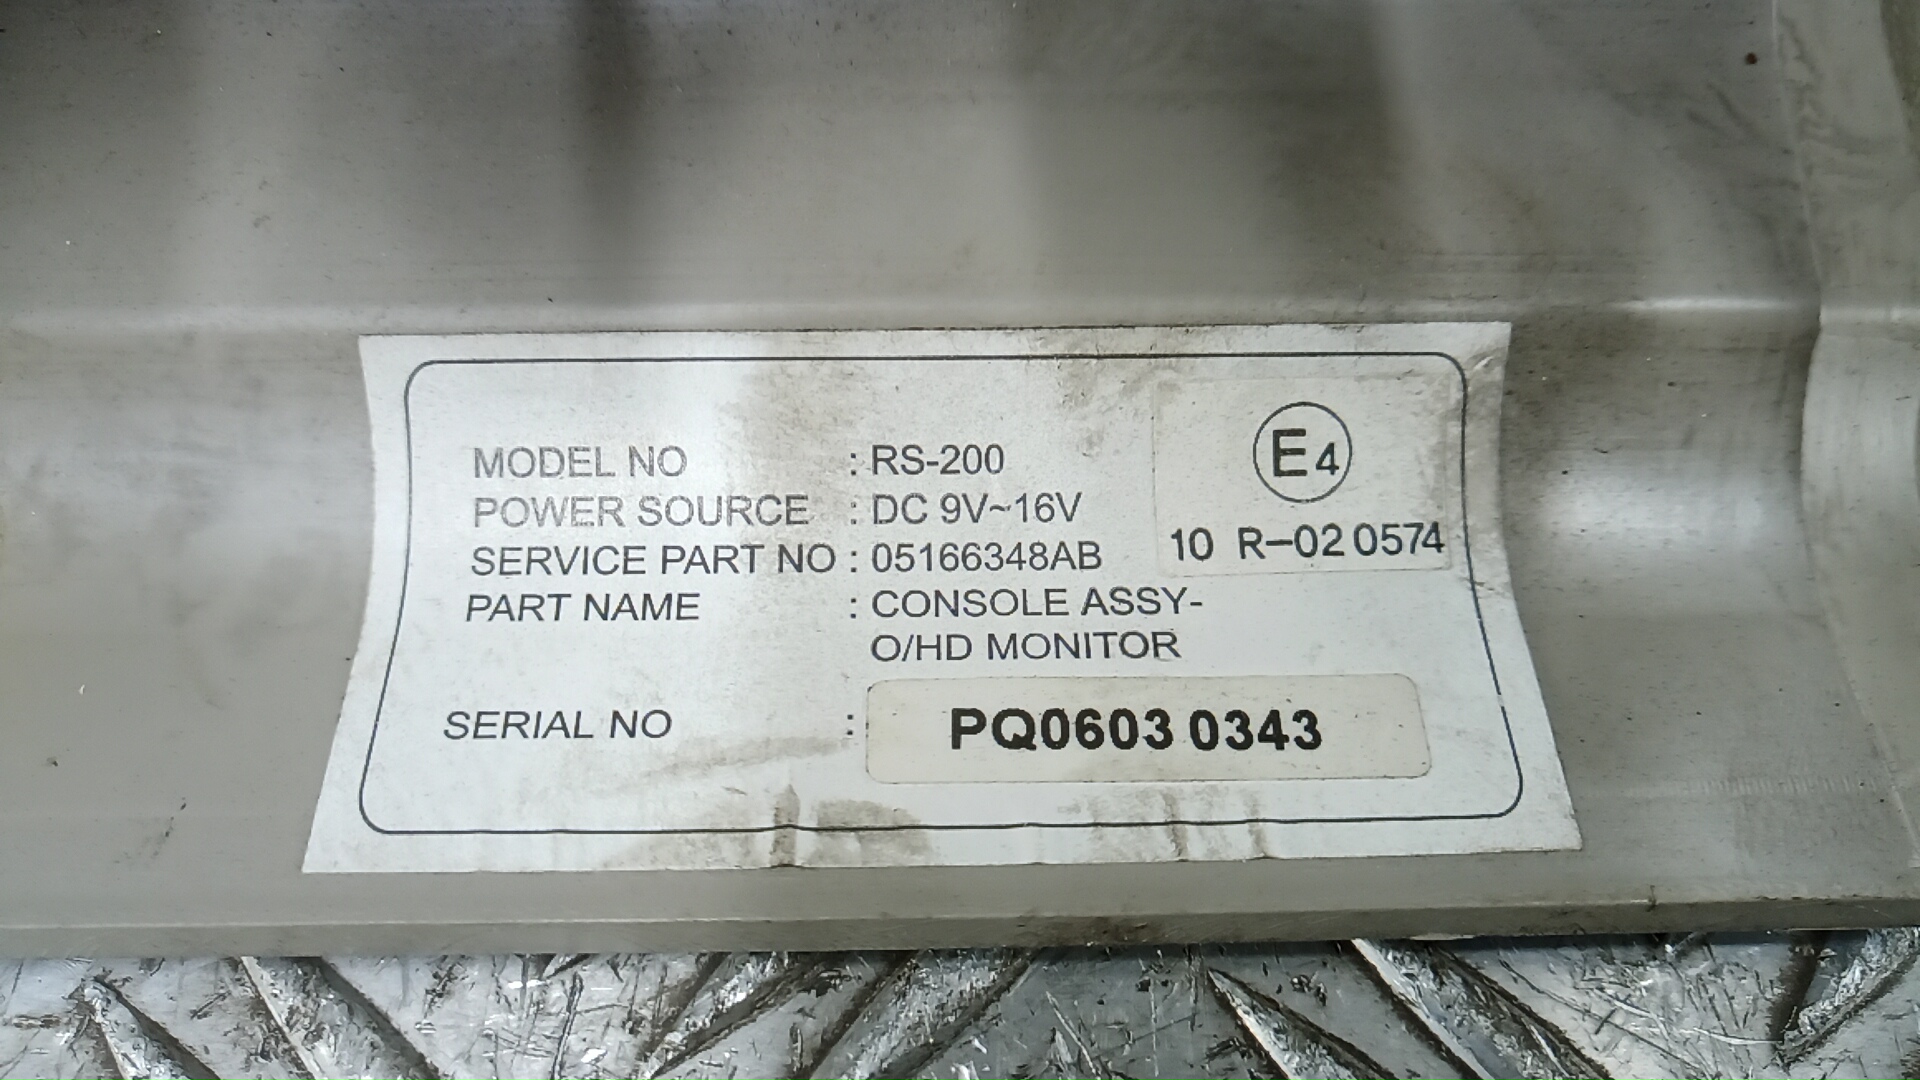 MODEL NO : RS-200
POWER SOURCE : DC 9V~16V
SERVICE PART NO : 05166348AB
PART NAME : CONSOLE ASSY-
O/HD MONITOR
SERIAL NO : PQ0603 0343
E4
10 R-02 0574